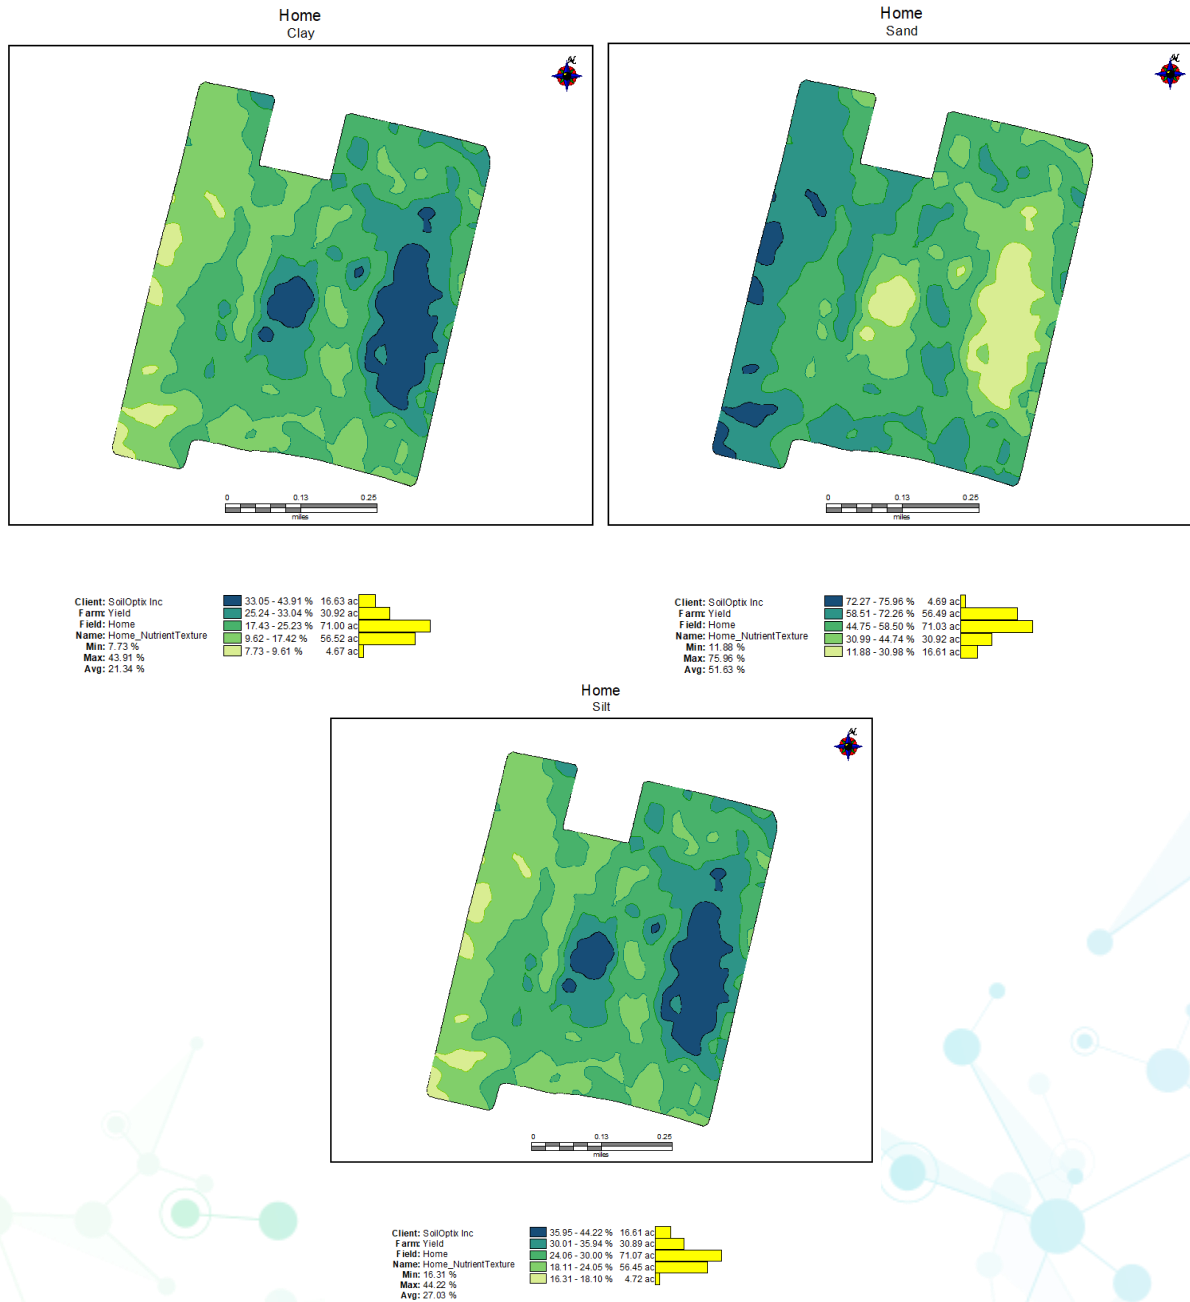 Home
Clay
N
0 0.13 0.25
miles
Client: SoilOptix Inc
Farm: Yield
Field: Home
Name: Home_NutrientTexture
Min: 7.73 %
Max: 43.91 %
Avg: 21.34 %
33.05 - 43.91 % 16.63 ac
25.24 - 33.04 % 30.92 ac
17.43 - 25.23 % 71.00 ac
9.62 - 17.42 % 56.52 ac
7.73 - 9.61 % 4.67 ac
Home
Sand
N
0 0.13 0.25
miles
Client: SoilOptix Inc
Farm: Yield
Field: Home
Name: Home_NutrientTexture
Min: 11.88 %
Max: 75.96 %
Avg: 51.63 %
72.27 - 75.96 % 4.69 ac
58.51 - 72.26 % 56.49 ac
44.75 - 58.50 % 71.03 ac
30.99 - 44.74 % 30.92 ac
11.88 - 30.98 % 16.61 ac
Home
Silt
N
0 0.13 0.25
miles
Client: SoilOptix Inc
Farm: Yield
Field: Home
Name: Home_NutrientTexture
Min: 16.31 %
Max: 44.22 %
Avg: 27.03 %
35.95 - 44.22 % 16.61 ac
30.01 - 35.94 % 30.89 ac
24.06 - 30.00 % 71.07 ac
18.11 - 24.05 % 56.45 ac
16.31 - 18.10 % 4.72 ac